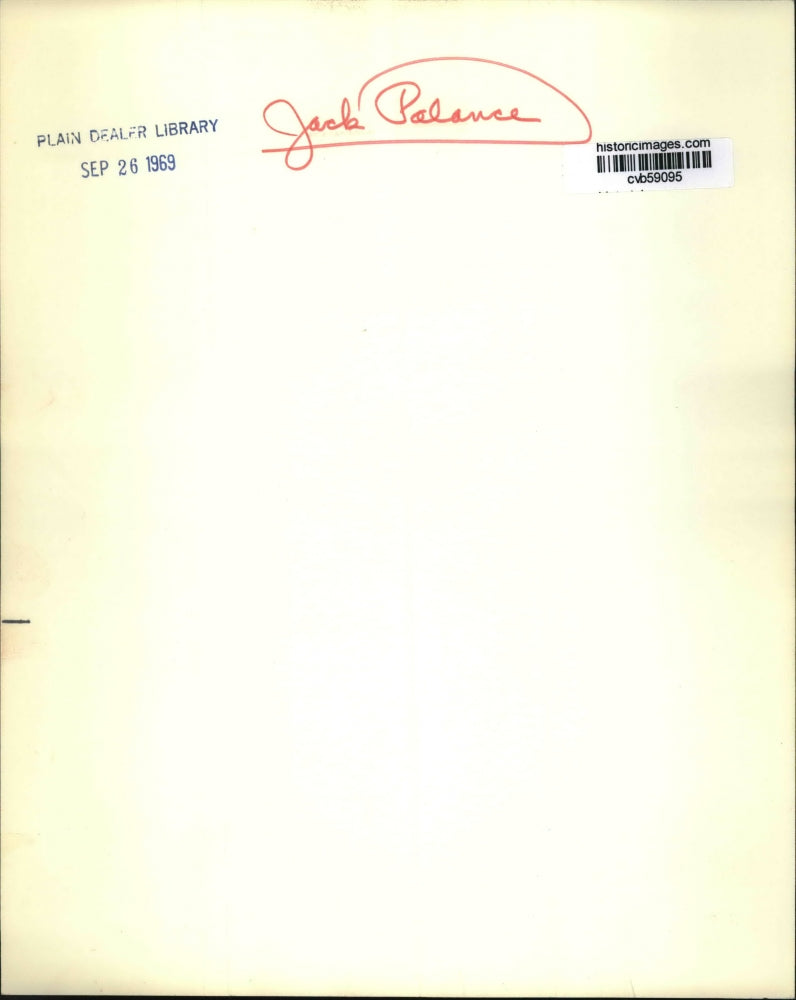 PLAIN DEALER LIBRARY
SEP 26 1969
Jack Palance
historicimages.com
cvb59095